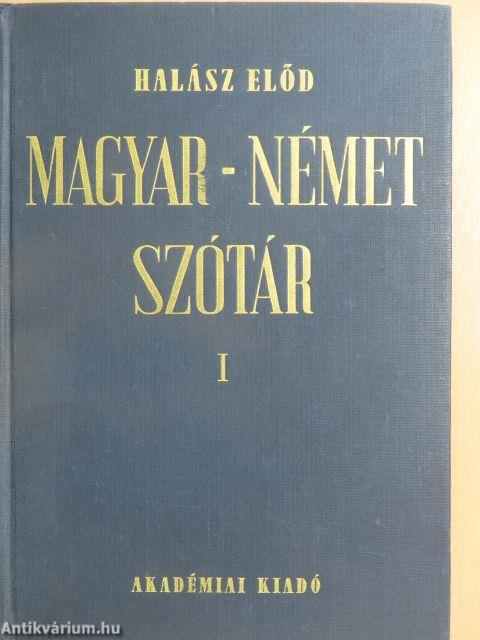 HALÁSZ ELŐD
MAGYAR - NÉMET
SZÓTÁR
I
AKADÉMIAI KIADÓ
Antikvárium.hu